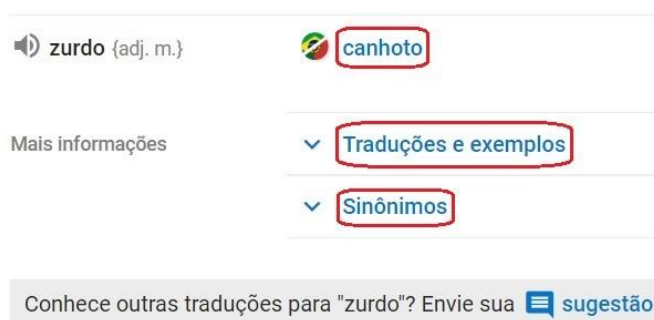 zurdo {adj. m.} canhoto
Mais informações Traduções e exemplos
Sinônimos
Conhece outras traduções para "zurdo"? Envie sua sugestão